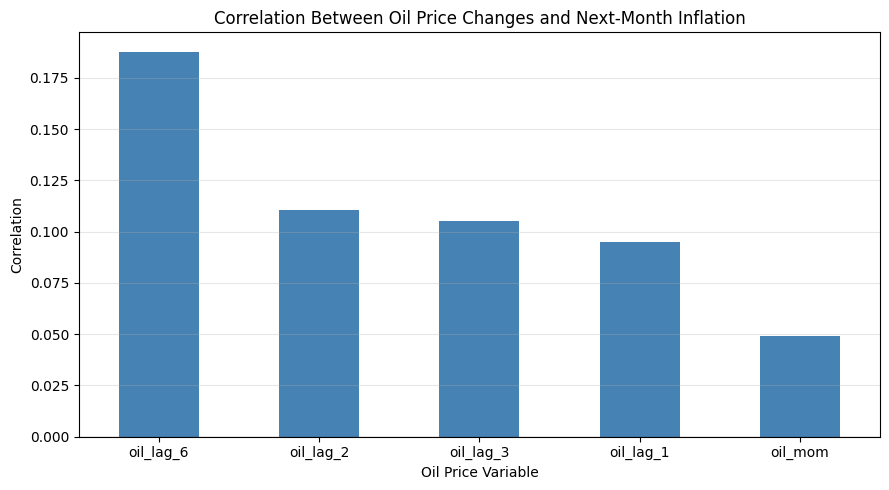 Correlation Between Oil Price Changes and Next-Month Inflation
Correlation
0.175
0.150
0.125
0.100
0.075
0.050
0.025
0.000
oil_lag_6 oil_lag_2 oil_lag_3 oil_lag_1 oil_mom
Oil Price Variable